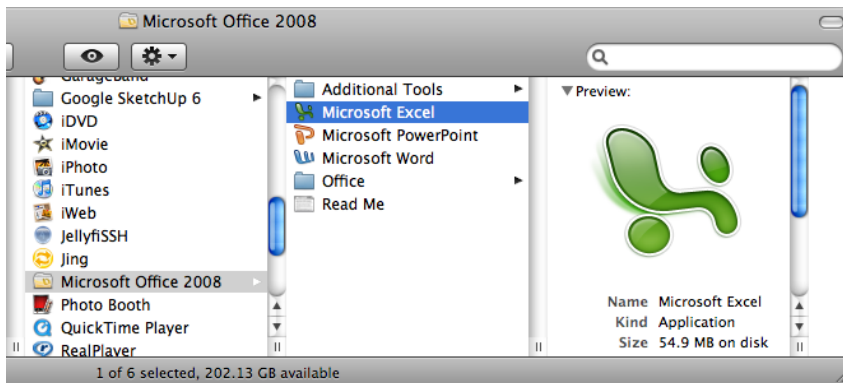 Microsoft Office 2008
GarageBand
Google SketchUp 6
iDVD
iMovie
iPhoto
iTunes
iWeb
JellyfiSSH
Jing
Microsoft Office 2008
Photo Booth
QuickTime Player
RealPlayer
Additional Tools
Microsoft Excel
Microsoft PowerPoint
Microsoft Word
Office
Read Me
Preview:
Name Microsoft Excel
Kind Application
Size 54.9 MB on disk
1 of 6 selected, 202.13 GB available